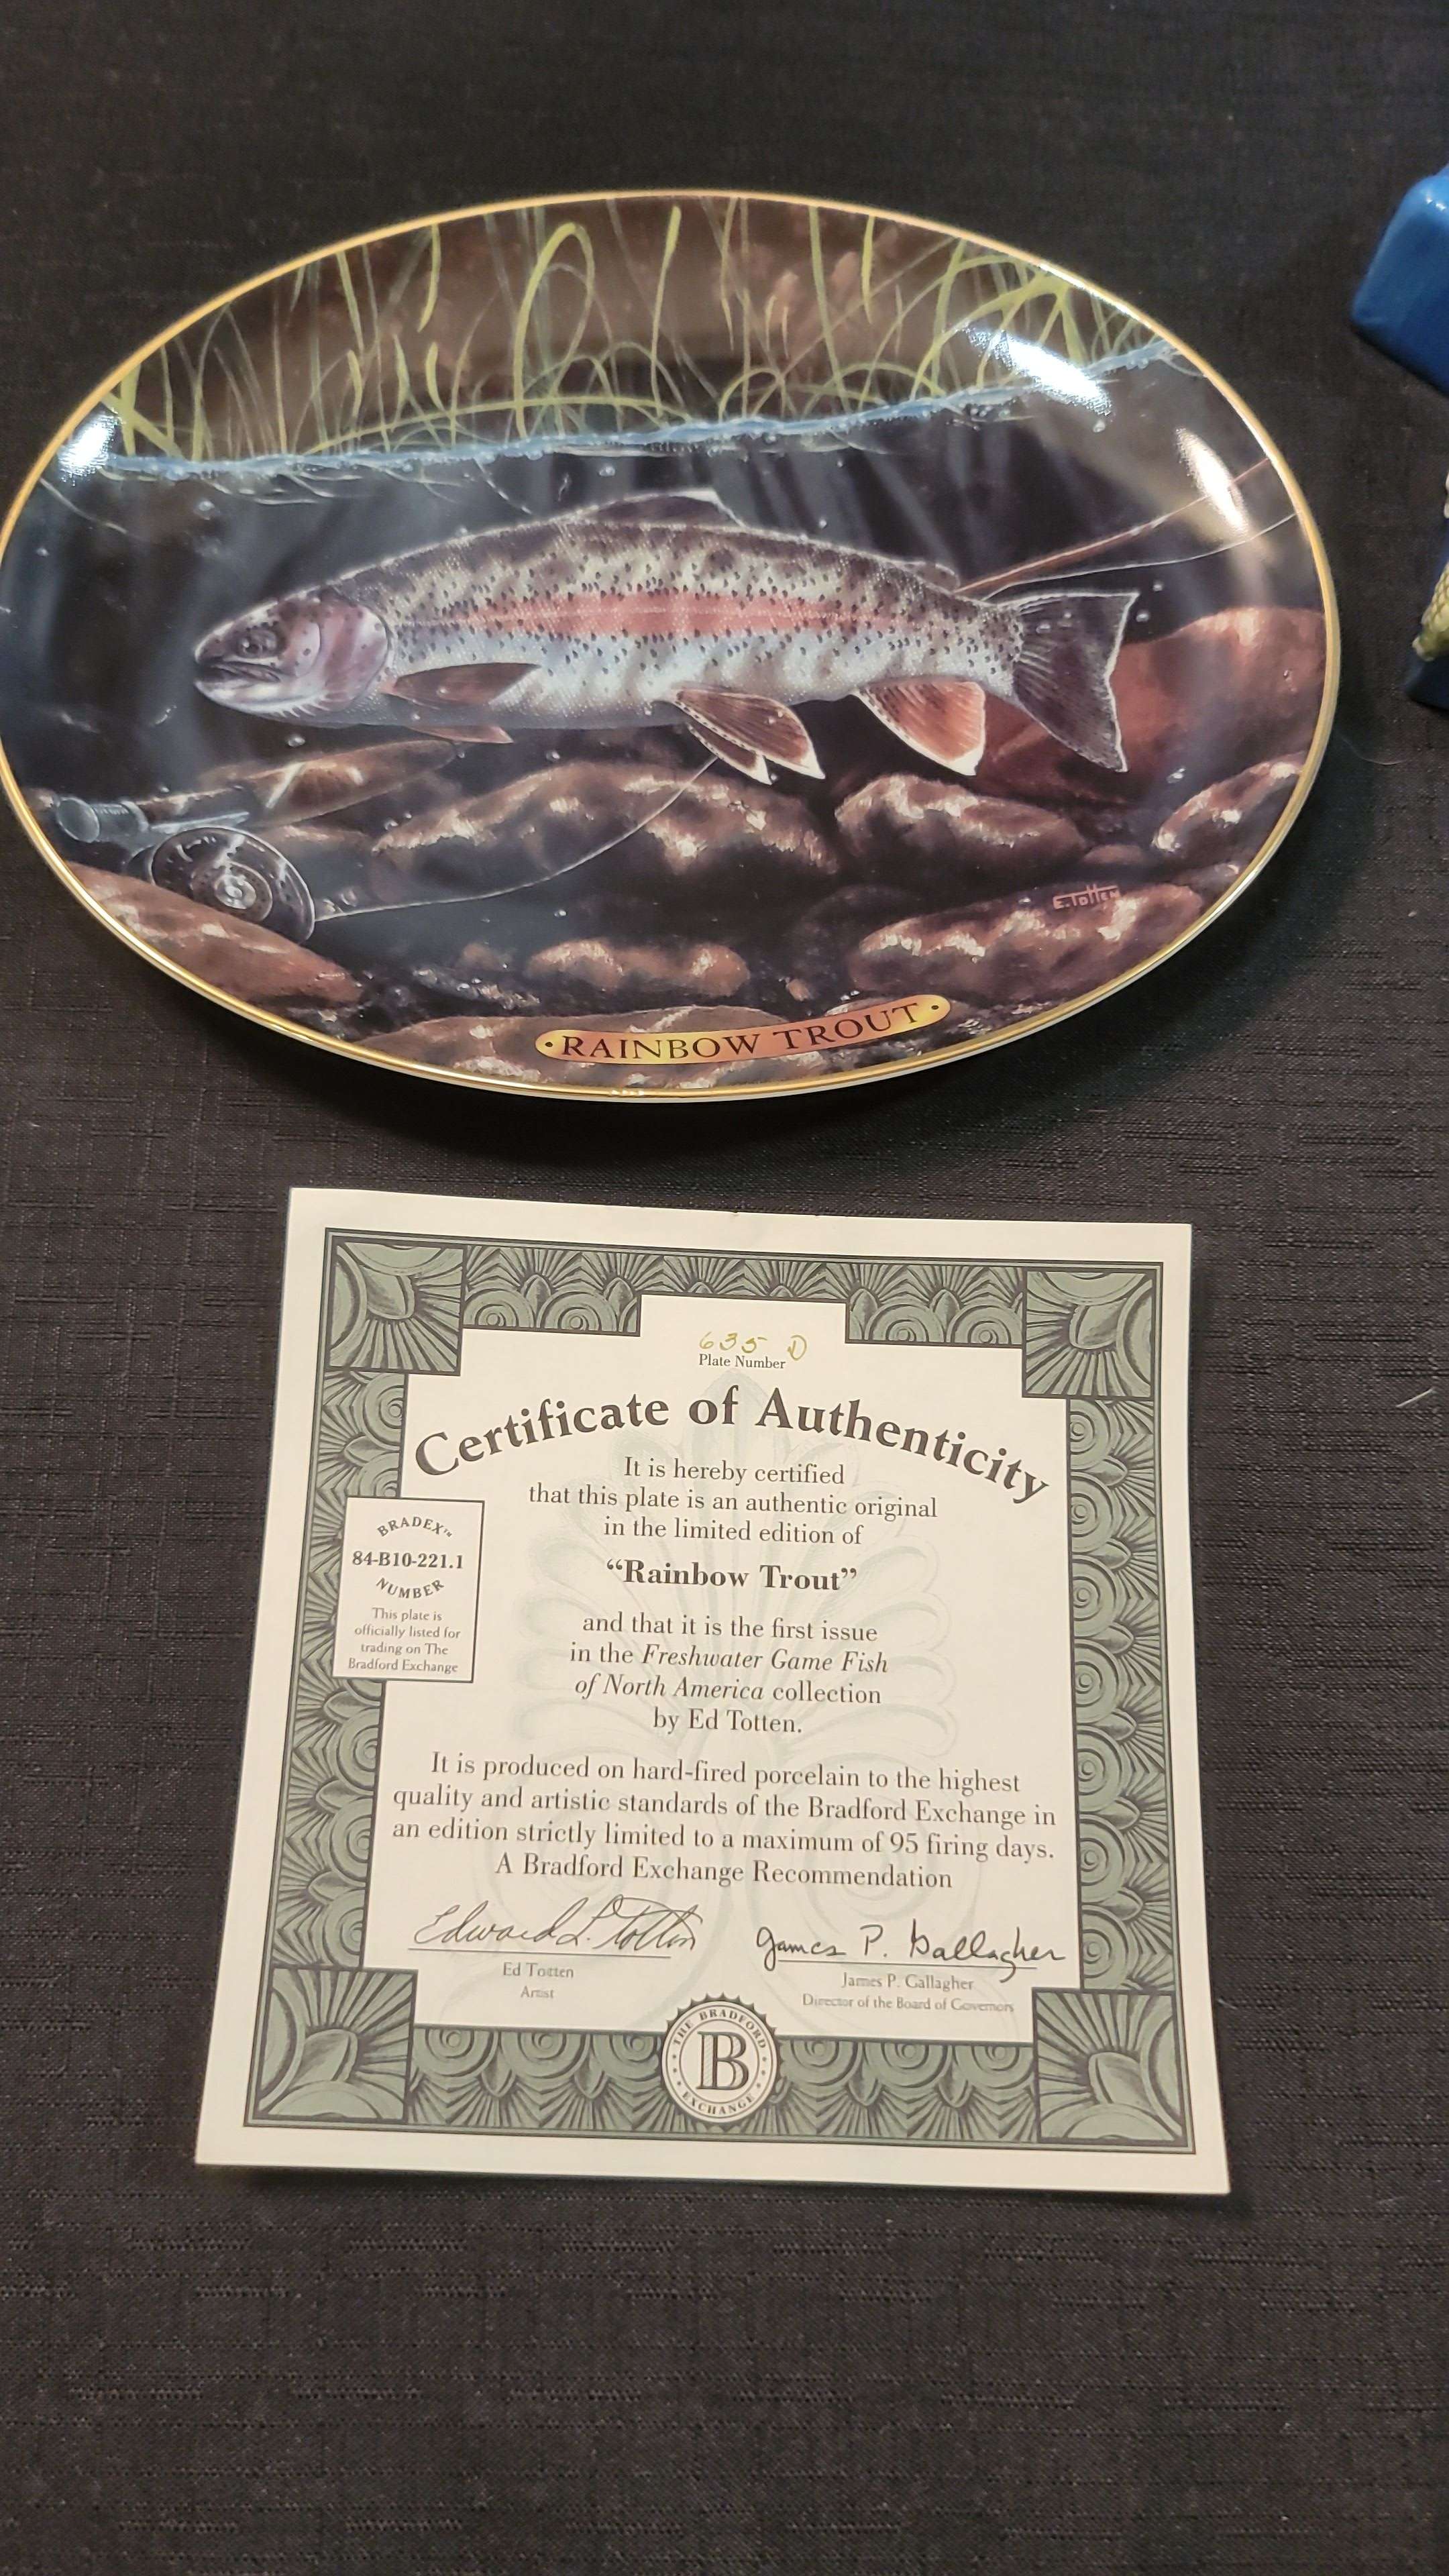 E. Totten
• RAINBOW TROUT •
635 D
Plate Number
Certificate of Authenticity
It is hereby certified
that this plate is an authentic original
in the limited edition of
“Rainbow Trout”
and that it is the first issue
in the Freshwater Game Fish
of North America collection
by Ed Totten.
BRADEX™
84-B10-221.1
NUMBER
This plate is
officially listed for
trading on The
Bradford Exchange
It is produced on hard-fired porcelain to the highest
quality and artistic standards of the Bradford Exchange in
an edition strictly limited to a maximum of 95 firing days.
A Bradford Exchange Recommendation
Edward L. Totten
Ed Totten
Artist
James P. Gallagher
James P. Gallagher
Director of the Board of Governors
THE BRADFORD
B
EXCHANGE